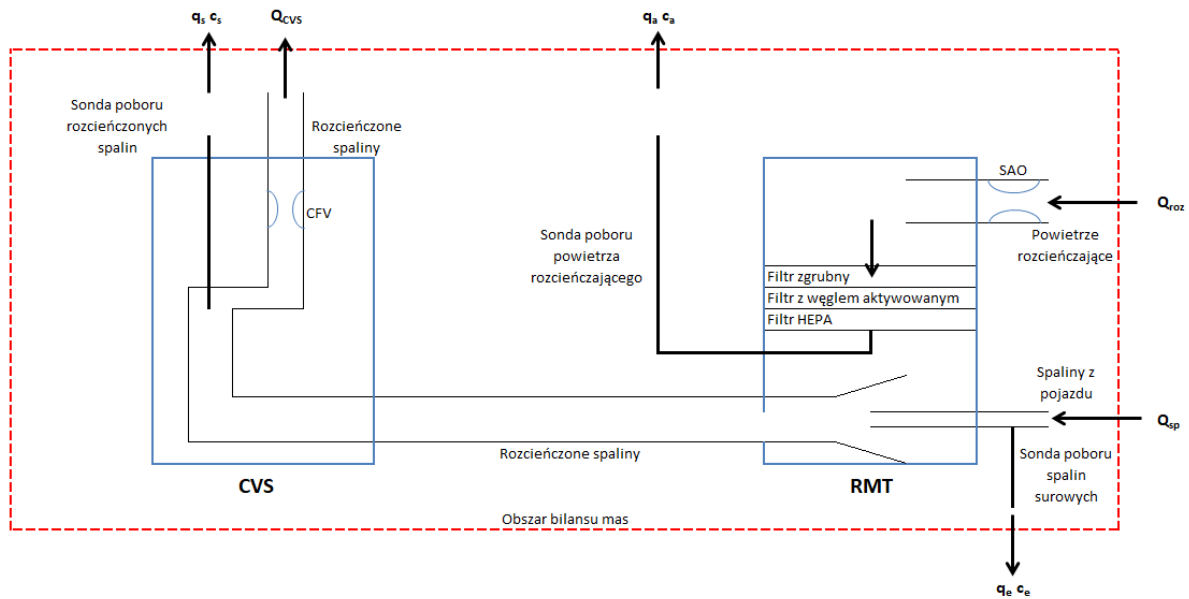 qs cs
QCVS
qa ca
Sonda poboru
rozcieńczonych
spalin
Rozcieńczone
spaliny
CFV
Sonda poboru
powietrza
rozcieńczającego
SAO
Qroz
Powietrze
rozcieńczające
Filtr zgrubny
Filtr z węglem aktywowanym
Filtr HEPA
Spaliny z
pojazdu
Qsp
Rozcieńczone spaliny
Sonda poboru
spalin
surowych
CVS
RMT
Obszar bilansu mas
qe ce